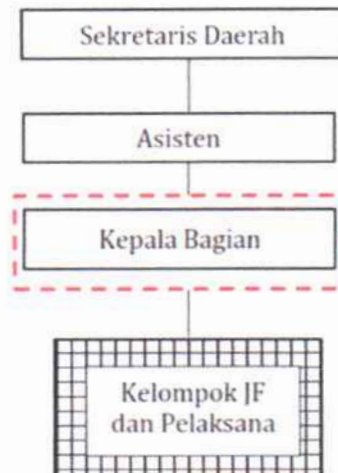 Sekretaris Daerah
Asisten
Kepala Bagian
Kelompok JF
dan Pelaksana